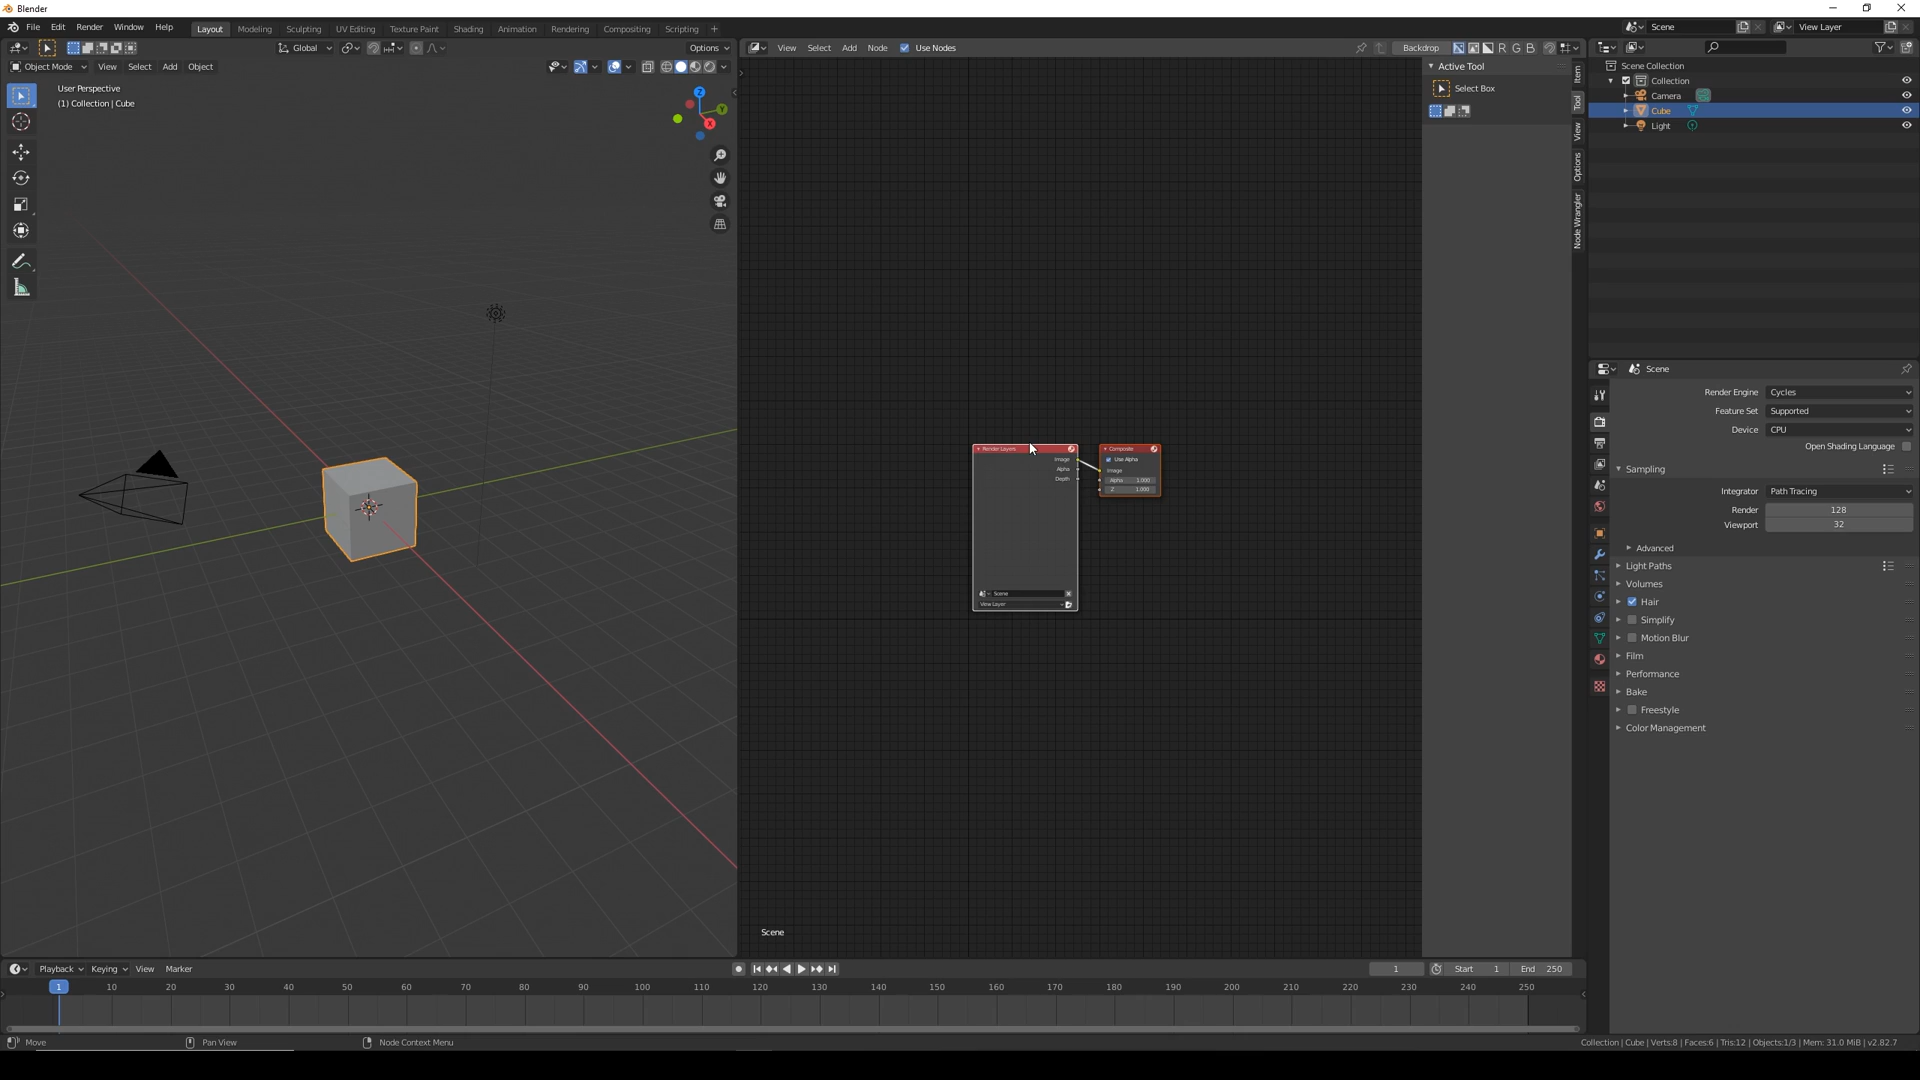 Blender
File Edit Render Window Help Layout Modeling Sculpting UV Editing Texture Paint Shading Animation Rendering Compositing Scripting + Scene View Layer
Global Options View Select Add Node Use Nodes Backdrop R G B
Object Mode View Select Add Object
User Perspective
(1) Collection | Cube
Z
Y
X
Active Tool
Select Box
Item
Tool
View
Options
Node Wrangler
Scene Collection
Collection
Camera
Cube
Light
Render Layers
Image
Alpha
Depth
Scene
View Layer
Composite
Use Alpha
Image
Alpha 1.000
Z 1.000
Scene
Scene
Render Engine Cycles
Feature Set Supported
Device CPU
Open Shading Language
Sampling
Integrator Path Tracing
Render 128
Viewport 32
Advanced
Light Paths
Volumes
Hair
Simplify
Motion Blur
Film
Performance
Bake
Freestyle
Color Management
Playback Keying View Marker 1 Start 1 End 250
1 10 20 30 40 50 60 70 80 90 100 110 120 130 140 150 160 170 180 190 200 210 220 230 240 250
Move Pan View Node Context Menu Collection | Cube | Verts:8 | Faces:6 | Tris:12 | Objects:1/3 | Mem: 31.0 MiB | v2.82.7